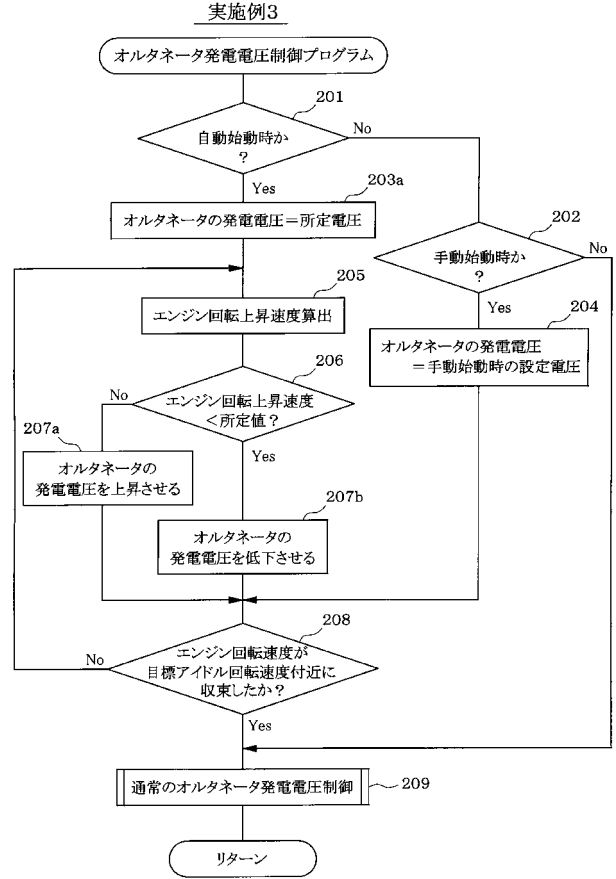 実施例3
オルタネータ発電電圧制御プログラム
201
自動始動時か
?
No
Yes
203a
オルタネータの発電電圧=所定電圧
202
手動始動時か
?
No
Yes
204
オルタネータの発電電圧
=手動始動時の設定電圧
205
エンジン回転上昇速度算出
206
エンジン回転上昇速度
<所定値?
No
Yes
207a
オルタネータの
発電電圧を上昇させる
207b
オルタネータの
発電電圧を低下させる
208
エンジン回転速度が
目標アイドル回転速度付近に
収束したか?
No
Yes
通常のオルタネータ発電電圧制御
209
リターン